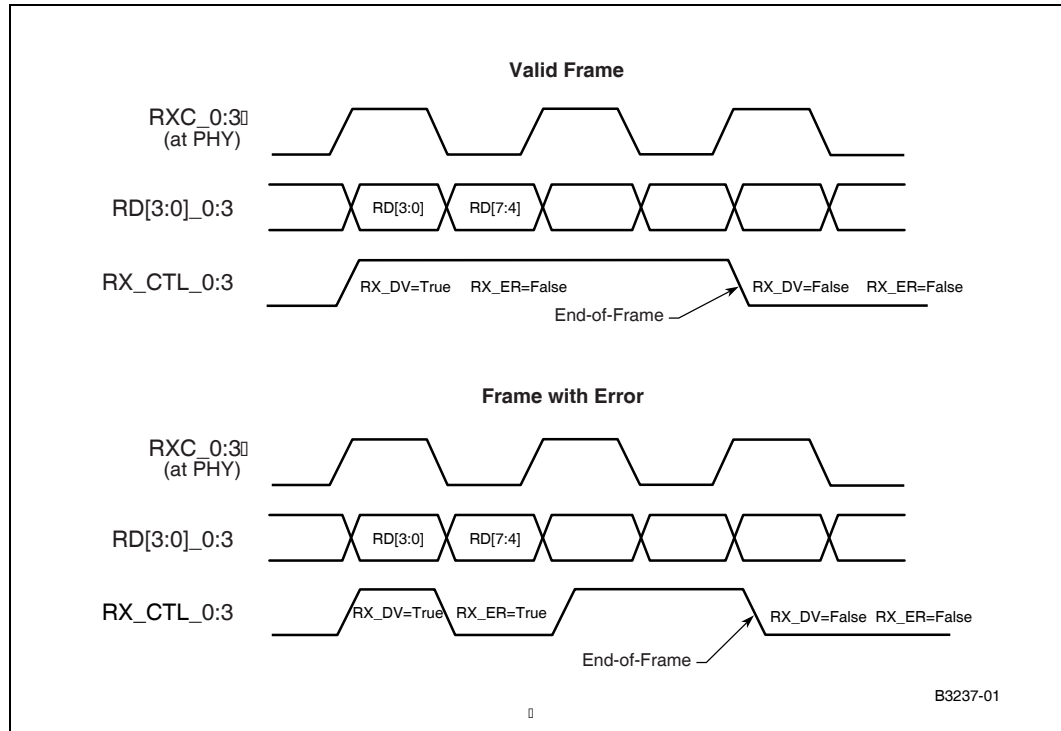 Valid Frame
RXC_0:3
(at PHY)
RD[3:0]_0:3
RD[3:0] RD[7:4]
RX_CTL_0:3
RX_DV=True RX_ER=False
RX_DV=False RX_ER=False
End-of-Frame
Frame with Error
RXC_0:3
(at PHY)
RD[3:0]_0:3
RD[3:0] RD[7:4]
RX_CTL_0:3
RX_DV=True RX_ER=True
RX_DV=False RX_ER=False
End-of-Frame
B3237-01